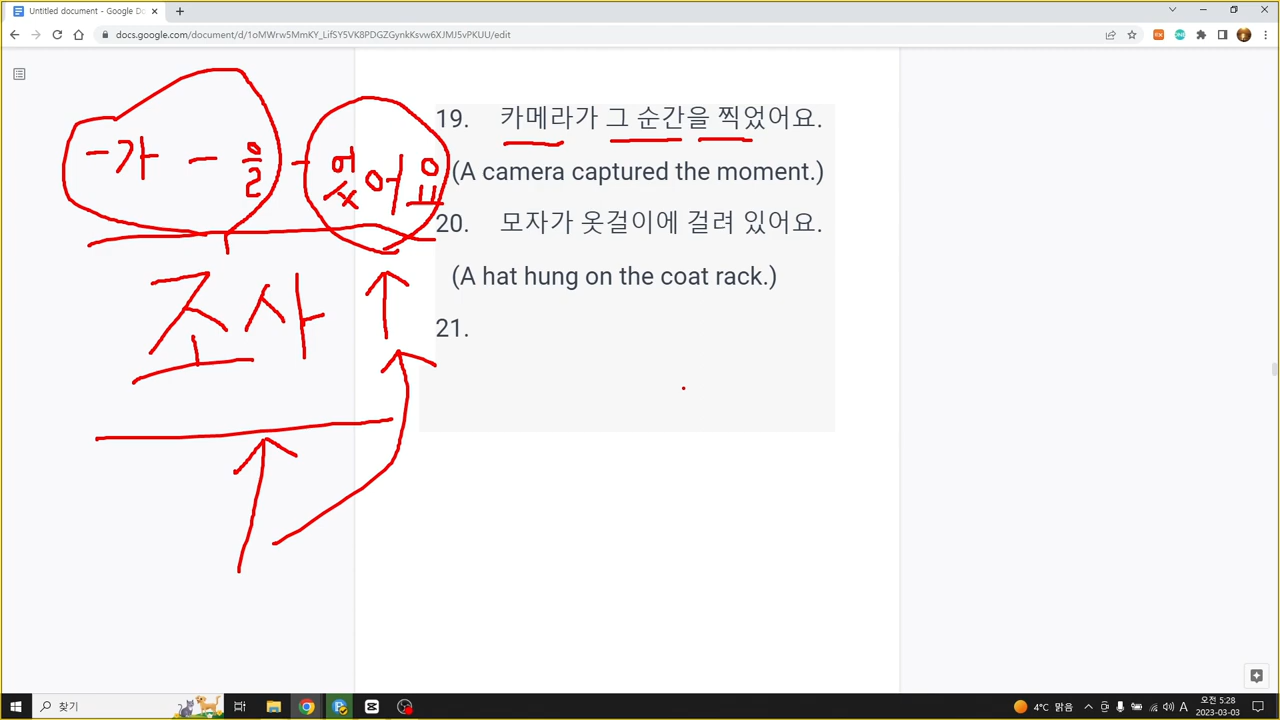 Untitled document - Google Do
docs.google.com/document/d/1oMWrw5MmKY_LifSY5VK8PDGZGynkKsvw6XJMJ5vPKUU/edit
-가 -을 -었어요
조사
19. 카메라가 그 순간을 찍었어요.
(A camera captured the moment.)
20. 모자가 옷걸이에 걸려 있어요.
(A hat hung on the coat rack.)
21.
찾기
4°C 맑음
A
오전 5:28
2023-03-03